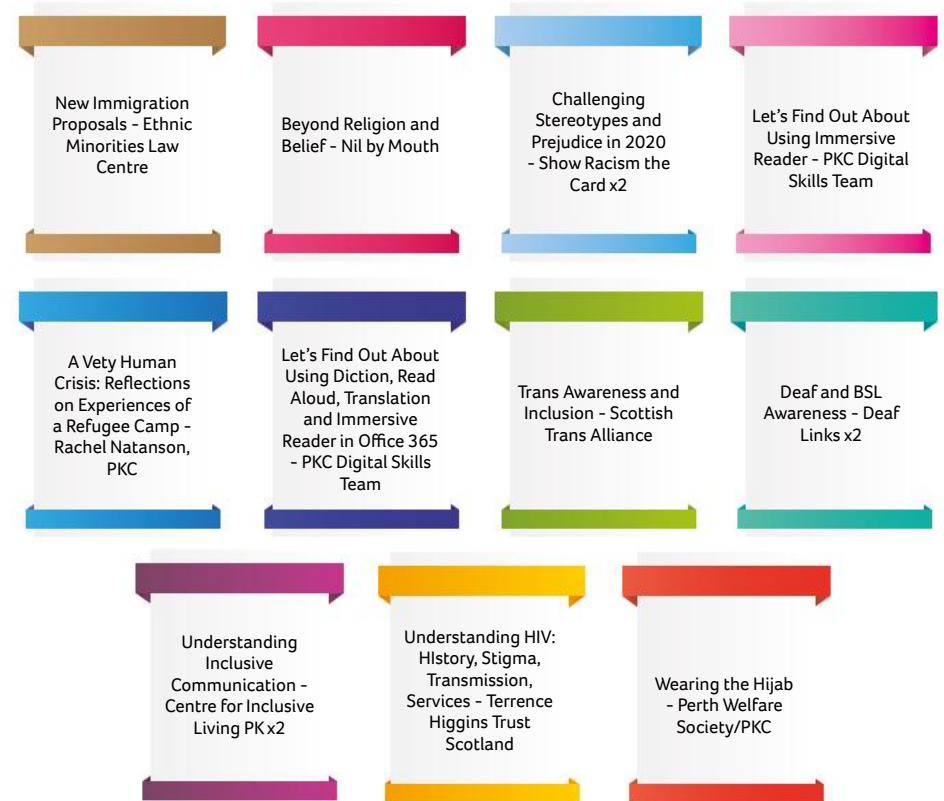 New Immigration
Proposals - Ethnic
Minorities Law
Centre
Beyond Religion and
Belief - Nil by Mouth
Challenging
Stereotypes and
Prejudice in 2020
- Show Racism the
Card x2
Let's Find Out About
Using Immersive
Reader - PKC Digital
Skills Team
A Vety Human
Crisis: Reflections
on Experiences of
a Refugee Camp -
Rachel Natanson,
PKC
Let's Find Out About
Using Diction, Read
Aloud, Translation
and Immersive
Reader in Office 365
- PKC Digital Skills
Team
Trans Awareness and
Inclusion - Scottish
Trans Alliance
Deaf and BSL
Awareness - Deaf
Links x2
Understanding
Inclusive
Communication -
Centre for Inclusive
Living PK x2
Understanding HIV:
HIstory, Stigma,
Transmission,
Services - Terrence
Higgins Trust
Scotland
Wearing the Hijab
- Perth Welfare
Society/PKC